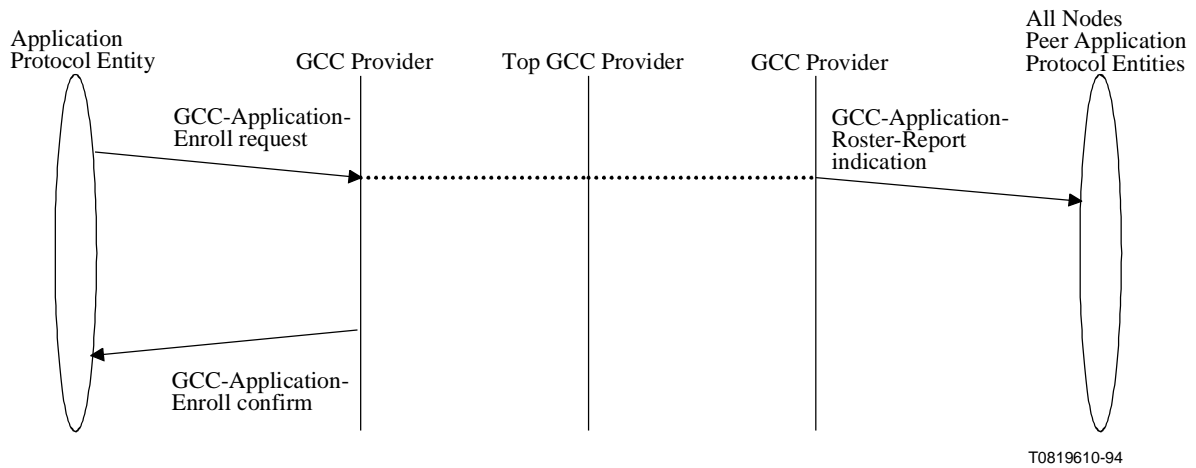 Application
Protocol Entity
GCC Provider
Top GCC Provider
GCC Provider
All Nodes
Peer Application
Protocol Entities
GCC-Application-
Enroll request
GCC-Application-
Roster-Report
indication
GCC-Application-
Enroll confirm
T0819610-94